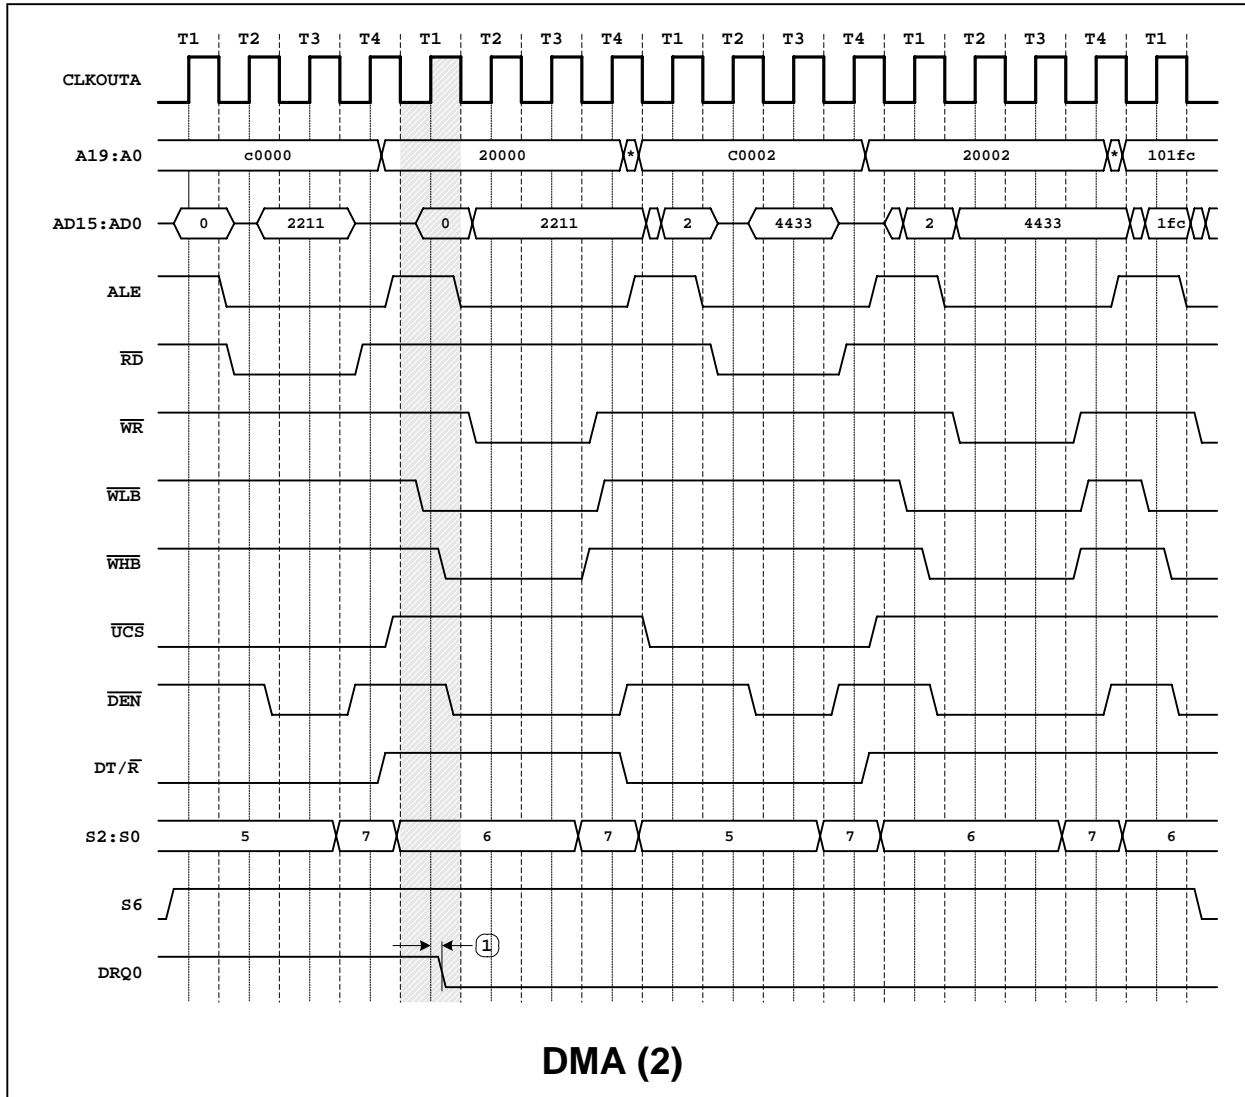 T1 T2 T3 T4 T1 T2 T3 T4 T1 T2 T3 T4 T1 T2 T3 T4 T1
CLKOUTA
A19:A0 c0000 20000 * C0002 20002 * 101fc
AD15:AD0 0 2211 0 2211 2 4433 2 4433 1fc
ALE
RD
WR
WLB
WHB
UCS
DEN
DT/R
S2:S0 5 7 6 7 5 7 6 7 6
S6
1
DRQ0
DMA (2)